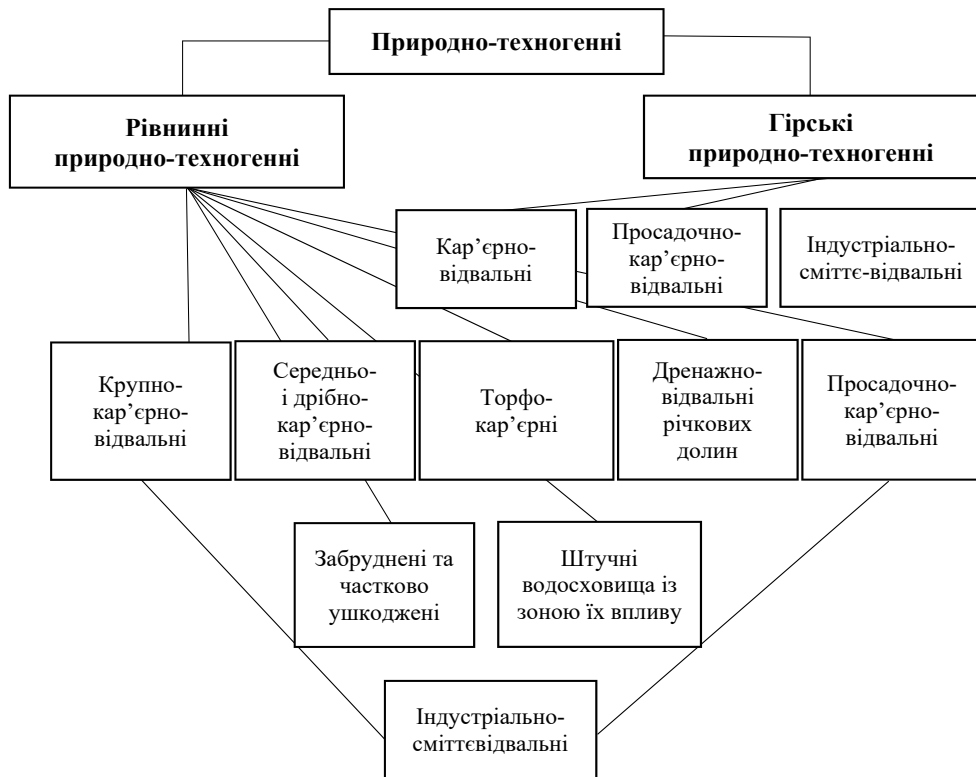 Природно-техногенні
Рівнинні
природно-техногенні
Гірські
природно-техногенні
Кар’єрно-
відвальні
Просадочно-
кар’єрно-
відвальні
Індустріально-
сміттє-відвальні
Крупно-
кар’єрно-
відвальні
Середньо-
і дрібно-
кар’єрно-
відвальні
Торфо-
кар’єрні
Дренажно-
відвальні
річкових
долин
Просадочно-
кар’єрно-
відвальні
Забруднені та
частково
ушкоджені
Штучні
водосховища із
зоною їх впливу
Індустріально-
сміттєвідвальні